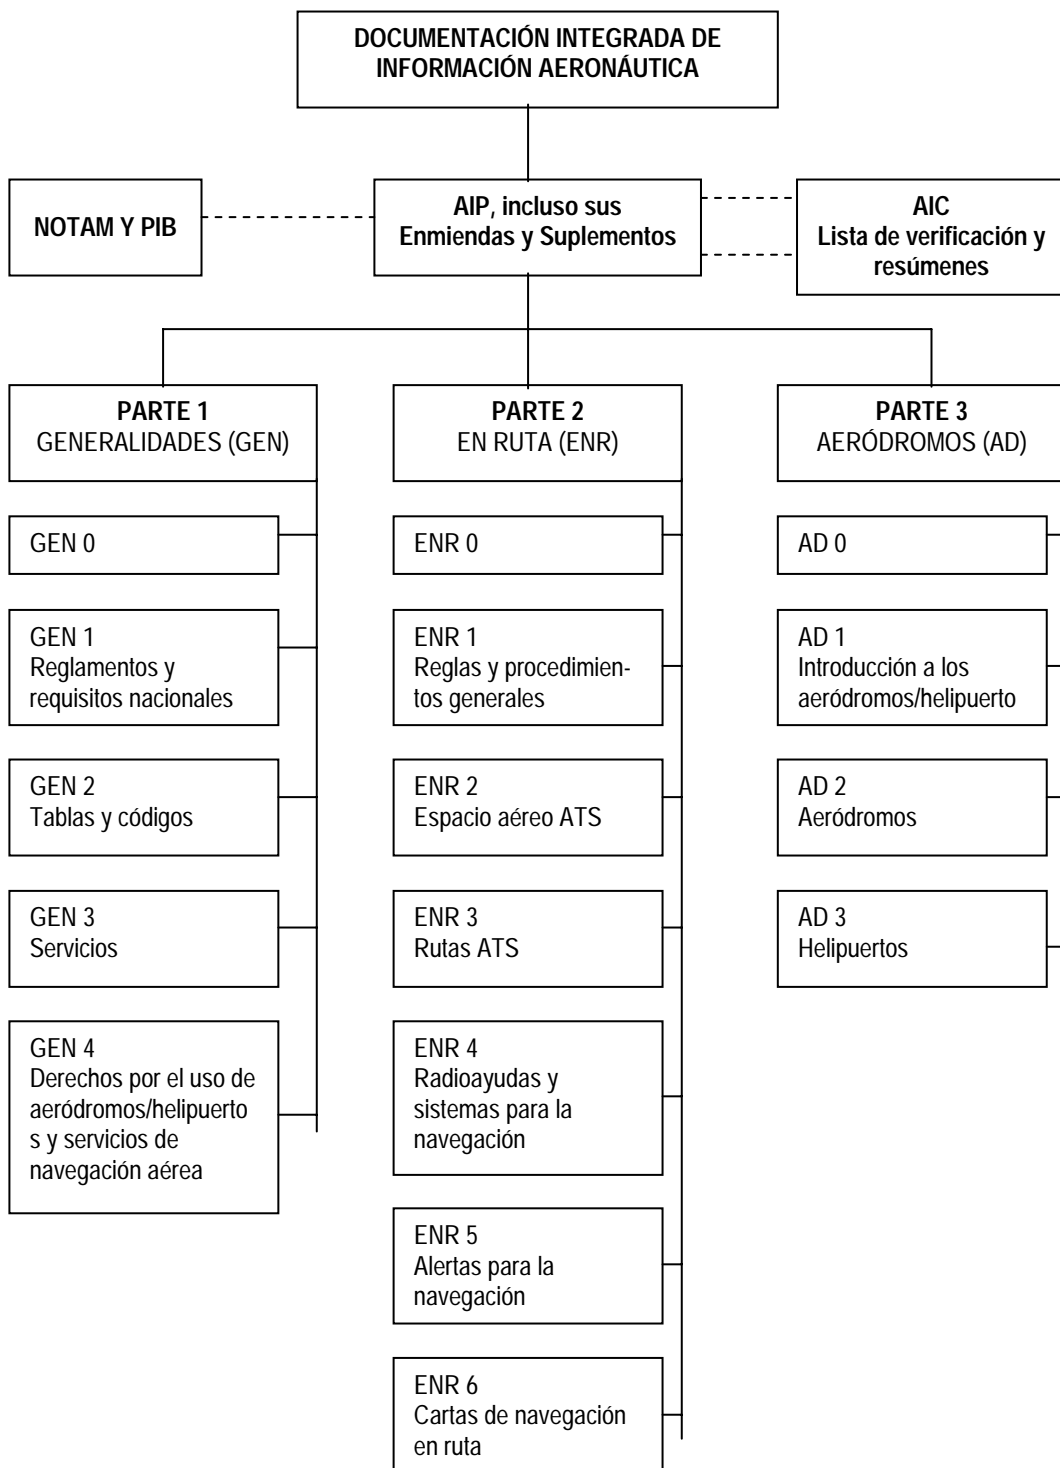 DOCUMENTACIÓN INTEGRADA DE
INFORMACIÓN AERONÁUTICA
NOTAM Y PIB
AIP, incluso sus
Enmiendas y Suplementos
AIC
Lista de verificación y
resúmenes
PARTE 1
GENERALIDADES (GEN)
GEN 0
GEN 1
Reglamentos y
requisitos nacionales
GEN 2
Tablas y códigos
GEN 3
Servicios
GEN 4
Derechos por el uso de
aeródromos/helipuerto
s y servicios de
navegación aérea
PARTE 2
EN RUTA (ENR)
ENR 0
ENR 1
Reglas y procedimien-
tos generales
ENR 2
Espacio aéreo ATS
ENR 3
Rutas ATS
ENR 4
Radioayudas y
sistemas para la
navegación
ENR 5
Alertas para la
navegación
ENR 6
Cartas de navegación
en ruta
PARTE 3
AERÓDROMOS (AD)
AD 0
AD 1
Introducción a los
aeródromos/helipuerto
AD 2
Aeródromos
AD 3
Helipuertos